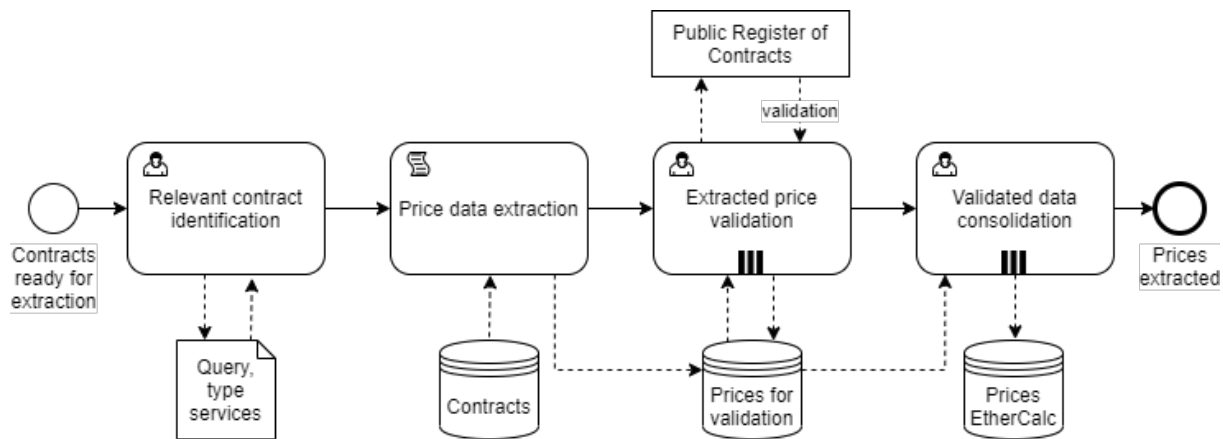 Public Register of
Contracts
validation
Relevant contract
identification
Price data extraction
Extracted price
validation
Validated data
consolidation
Contracts
ready for
extraction
Prices
extracted
Query,
type
services
Contracts
Prices for
validation
Prices
EtherCalc